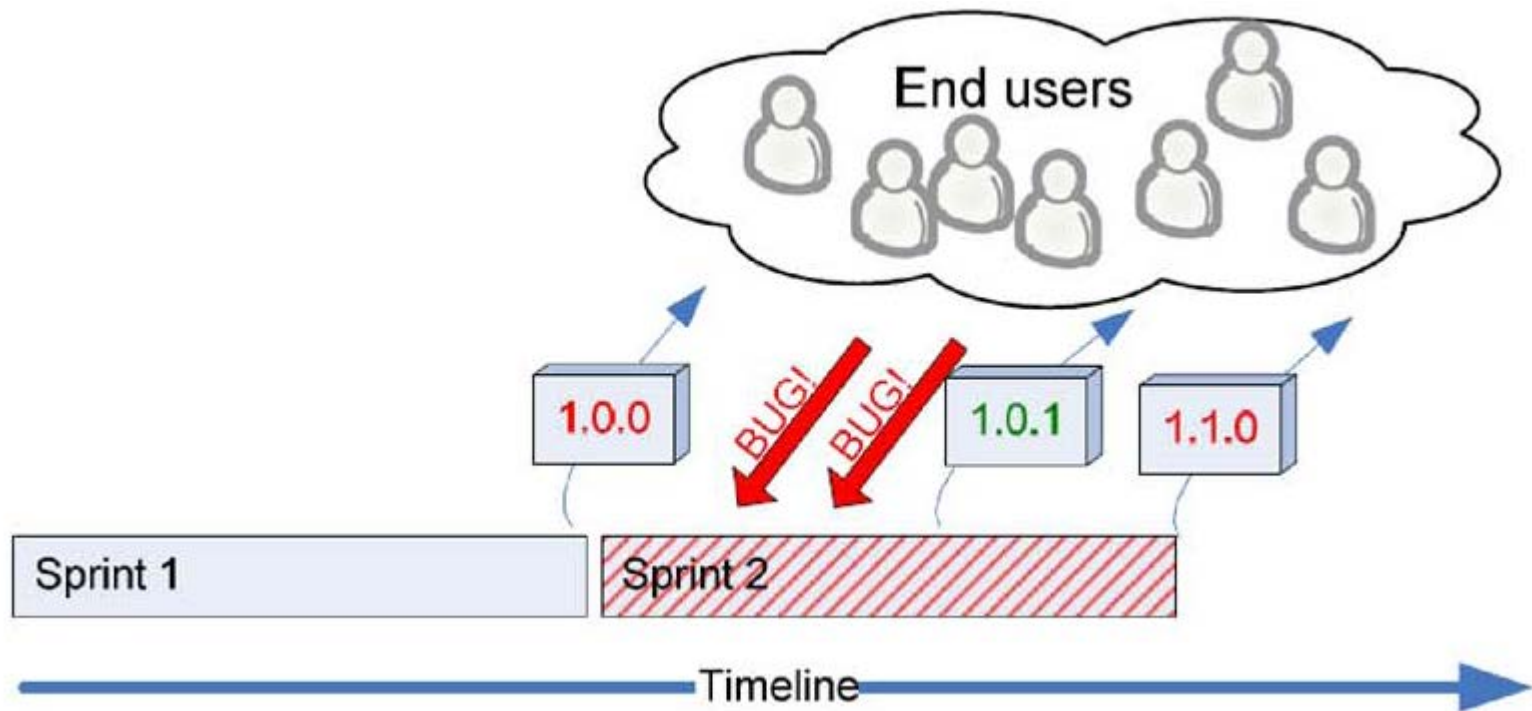 End users
BUG!
BUG!
1.0.0
1.0.1
1.1.0
Sprint 1
Sprint 2
Timeline